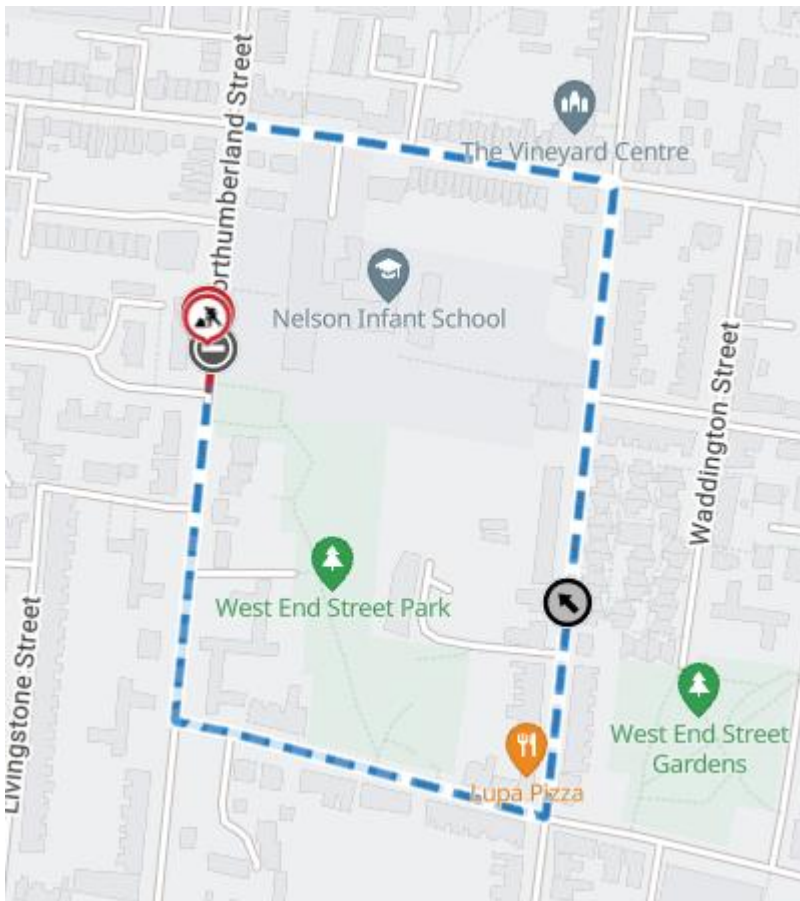 orthumberland Street
The Vineyard Centre
Nelson Infant School
Waddington Street
West End Street Park
Livingstone Street
West End Street
Gardens
Lupa Pizza